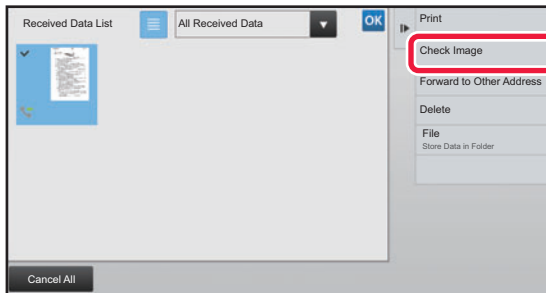 Received Data List
All Received Data
OK
Print
Check Image
Forward to Other Address
Delete
File
Store Data in Folder
Cancel All